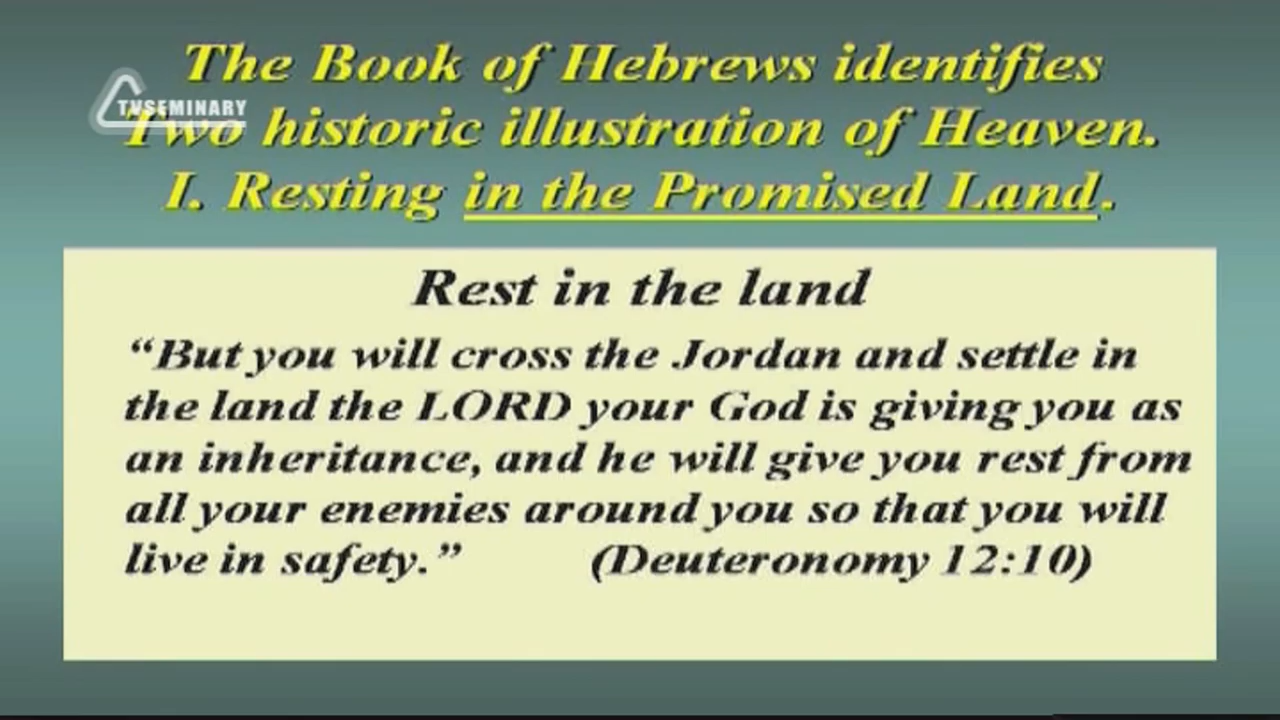 The Book of Hebrews identifies
TVSEMINARY
Two historic illustration of Heaven.
I. Resting in the Promised Land.
Rest in the land
“But you will cross the Jordan and settle in
the land the LORD your God is giving you as
an inheritance, and he will give you rest from
all your enemies around you so that you will
live in safety.” (Deuteronomy 12:10)